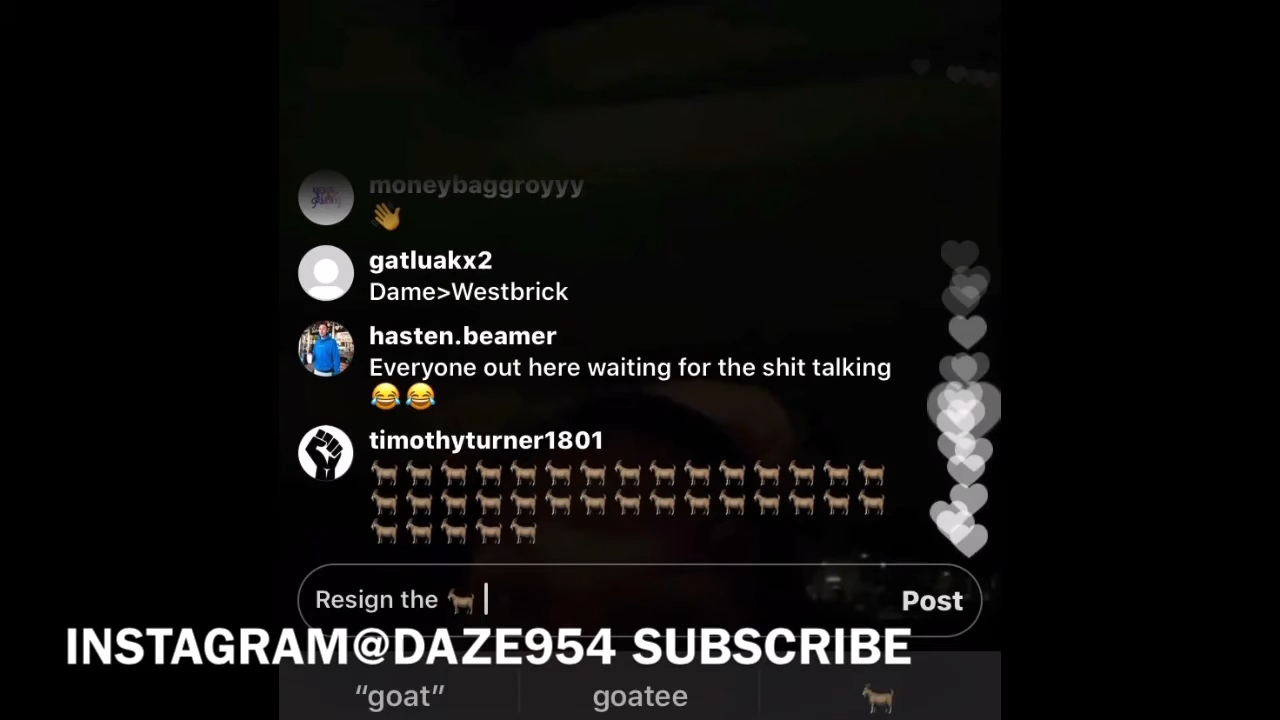 moneybaggroyyy
👋
gatluakx2
Dame>Westbrick
hasten.beamer
Everyone out here waiting for the shit talking
😂😂
timothyturner1801
🐐🐐🐐🐐🐐🐐🐐🐐🐐🐐🐐🐐🐐🐐🐐
🐐🐐🐐🐐🐐🐐🐐🐐🐐🐐🐐🐐🐐🐐🐐
🐐🐐🐐🐐🐐
Resign the 🐐 Post
INSTAGRAM@DAZE954 SUBSCRIBE
“goat” goatee 🐐